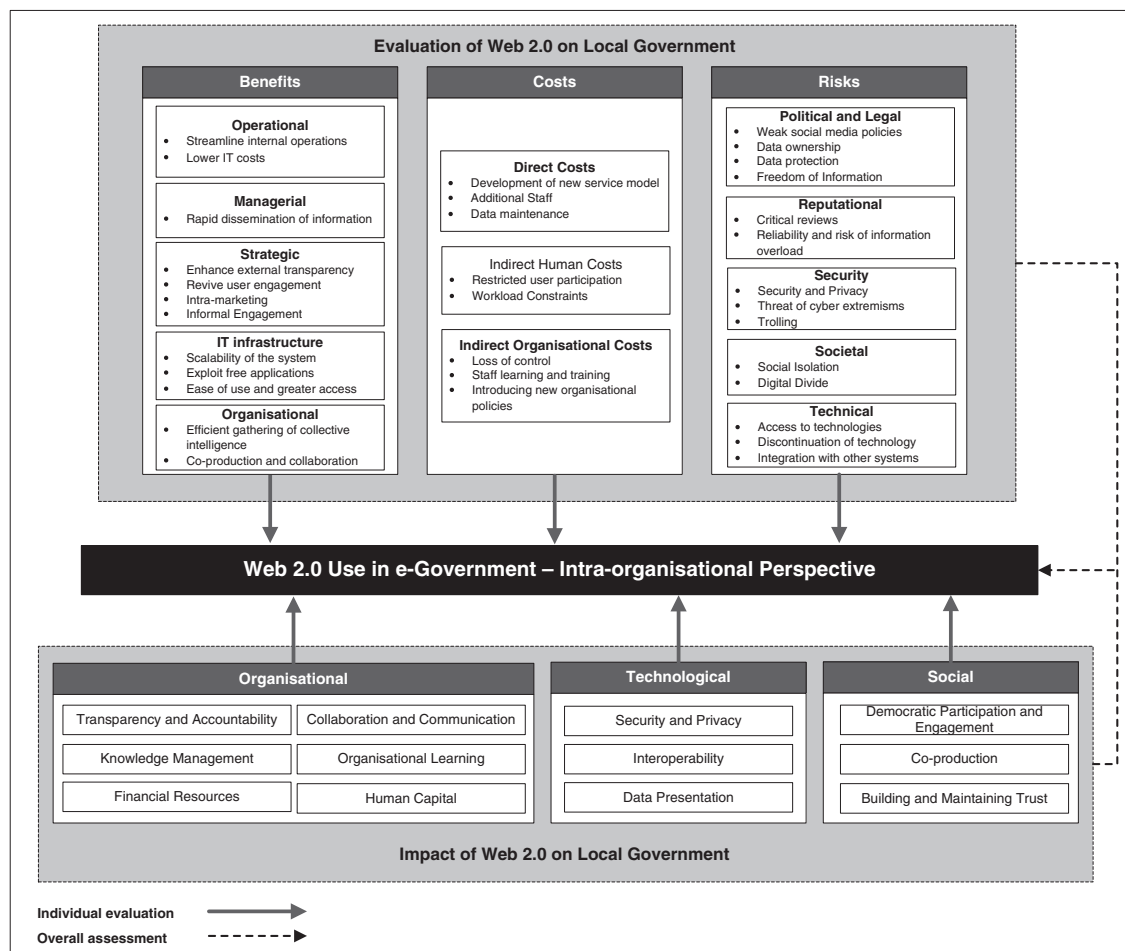 Evaluation of Web 2.0 on Local Government
Benefits
Operational
• Streamline internal operations
• Lower IT costs
Managerial
• Rapid dissemination of information
Strategic
• Enhance external transparency
• Revive user engagement
• Intra-marketing
• Informal Engagement
IT infrastructure
• Scalability of the system
• Exploit free applications
• Ease of use and greater access
Organisational
• Efficient gathering of collective
intelligence
• Co-production and collaboration
Costs
Direct Costs
• Development of new service model
• Additional Staff
• Data maintenance
Indirect Human Costs
• Restricted user participation
• Workload Constraints
Indirect Organisational Costs
• Loss of control
• Staff learning and training
• Introducing new organisational
policies
Risks
Political and Legal
• Weak social media policies
• Data ownership
• Data protection
• Freedom of Information
Reputational
• Critical reviews
• Reliability and risk of information
overload
Security
• Security and Privacy
• Threat of cyber extremisms
• Trolling
Societal
• Social Isolation
• Digital Divide
Technical
• Access to technologies
• Discontinuation of technology
• Integration with other systems
Web 2.0 Use in e-Government – Intra-organisational Perspective
Organisational
Transparency and Accountability
Collaboration and Communication
Knowledge Management
Organisational Learning
Financial Resources
Human Capital
Technological
Security and Privacy
Interoperability
Data Presentation
Social
Democratic Participation and
Engagement
Co-production
Building and Maintaining Trust
Impact of Web 2.0 on Local Government
Individual evaluation
Overall assessment